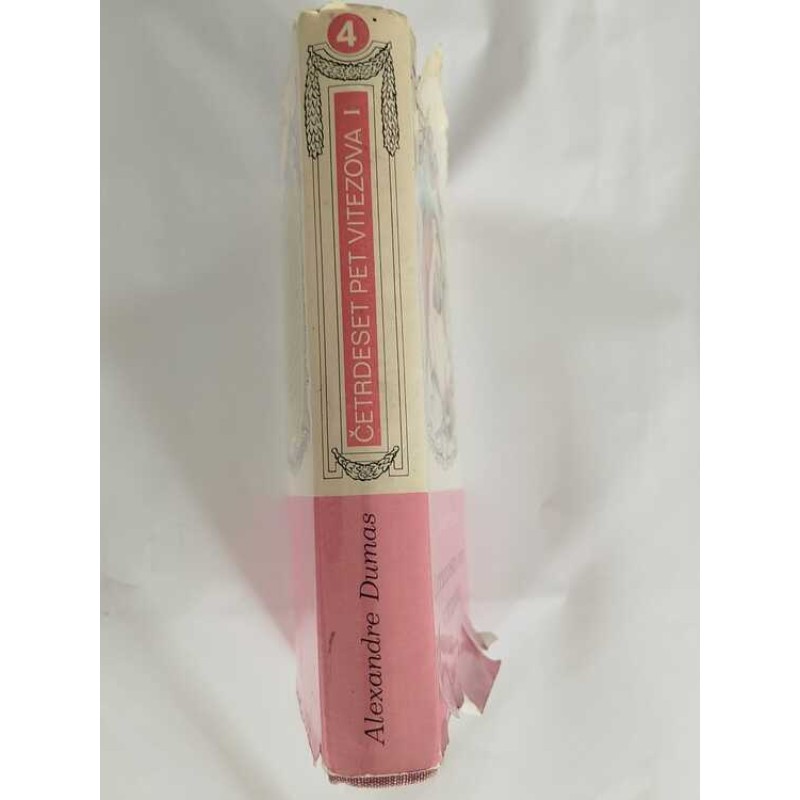 4
ČETRDESET PET VITEZOVA I
Alexandre Dumas